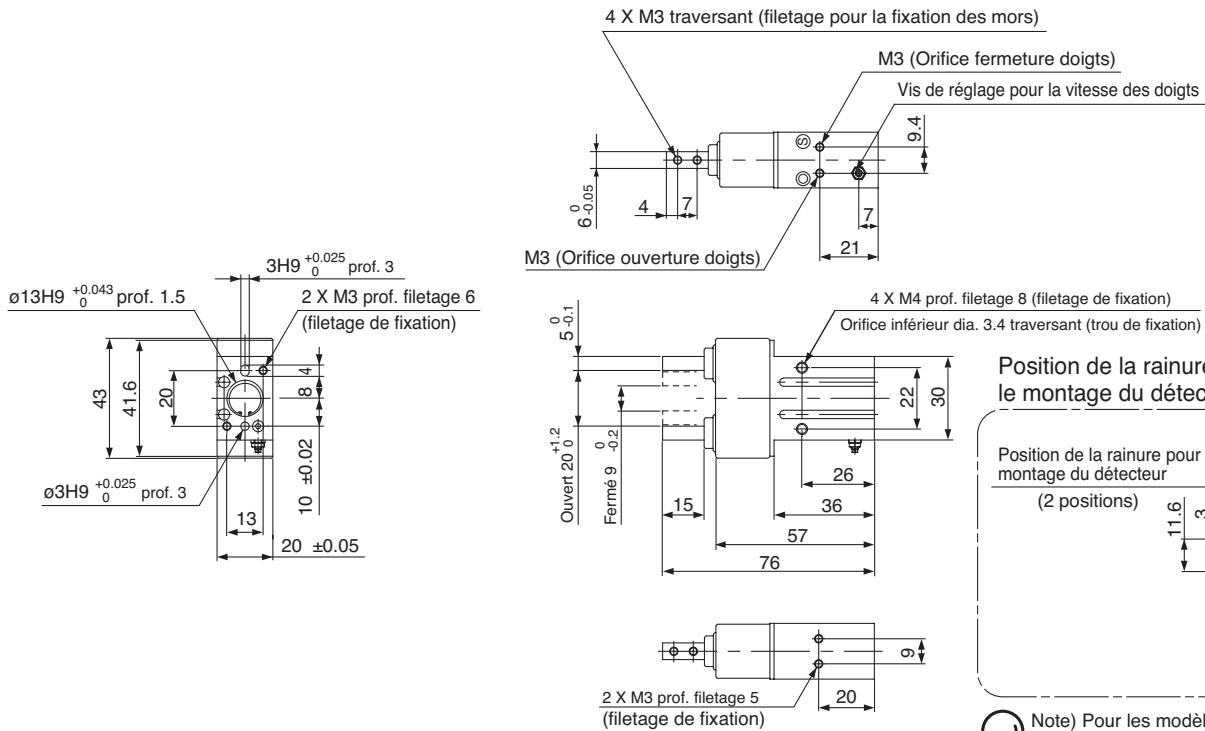 4 X M3 traversant (filetage pour la fixation des mors)
M3 (Orifice fermeture doigts)
Vis de réglage pour la vitesse des doigts
9.4
S
O
6 0 -0.05
4
7
7
21
M3 (Orifice ouverture doigts)
3H9 +0.025 0 prof. 3
ø13H9 +0.043 0 prof. 1.5
2 X M3 prof. filetage 6
(filetage de fixation)
43
41.6
20
4
8
10 ±0.02
ø3H9 +0.025 0 prof. 3
13
20 ±0.05
4 X M4 prof. filetage 8 (filetage de fixation)
Orifice inférieur dia. 3.4 traversant (trou de fixation)
5 0 -0.1
Ouvert 20 +1.2 0
Fermé 9 0 -0.2
22
30
26
15
36
57
76
Position de la rainure
le montage du détec
Position de la rainure pour
montage du détecteur
(2 positions)
11.6
3
9
20
2 X M3 prof. filetage 5
(filetage de fixation)
Note) Pour les modèl